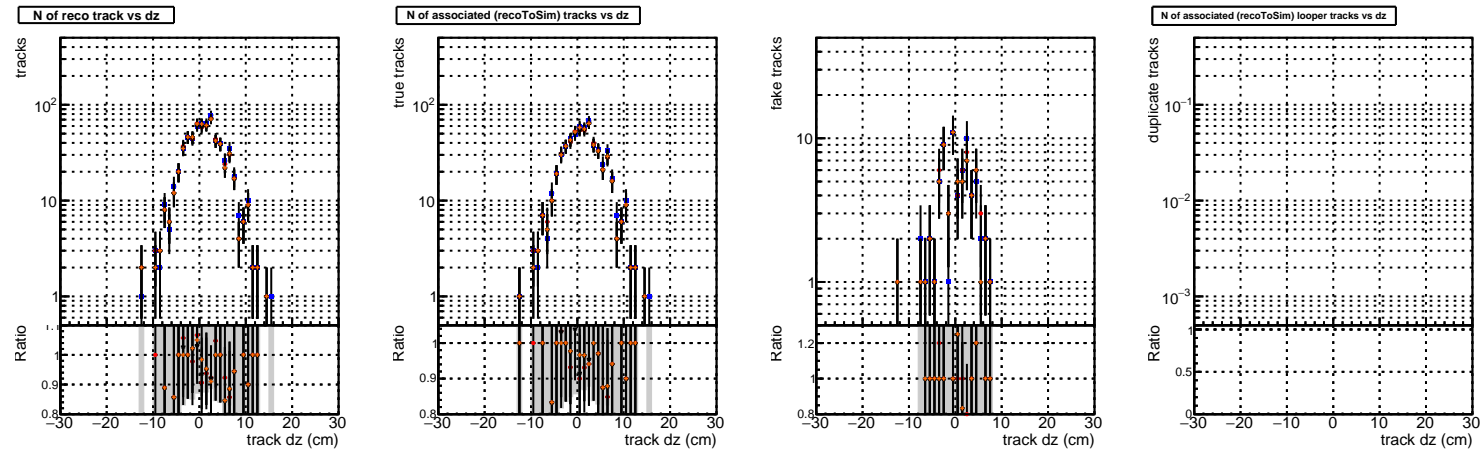 N of reco track vs dz
tracks
10²
10
1
Ratio
1.1
1
0.9
0.8
−30 −20 −10 0 10 20 30
track dz (cm)
N of associated (recoToSim) tracks vs dz
true tracks
10²
10
1
Ratio
1
0.9
0.8
−30 −20 −10 0 10 20 30
track dz (cm)
fake tracks
10
1
Ratio
1.2
1
0.8
−30 −20 −10 0 10 20 30
track dz (cm)
N of associated (recoToSim) looper tracks vs dz
duplicate tracks
10⁻¹
10⁻²
10⁻³
Ratio
1
0.5
0
−30 −20 −10 0 10 20 30
track dz (cm)